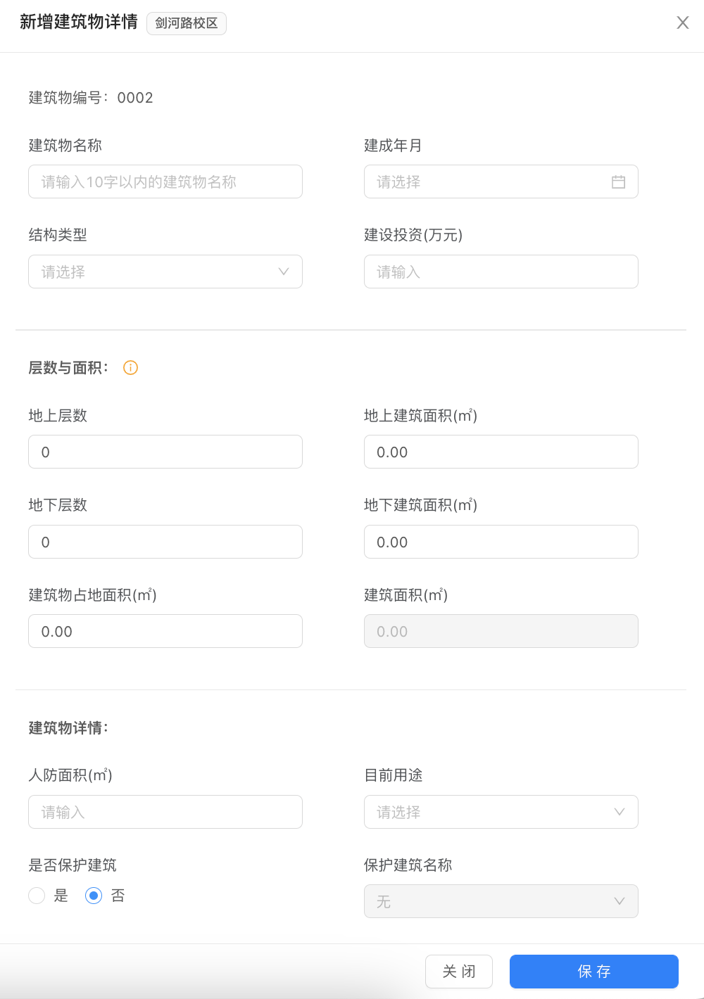 新增建筑物详情 剑河路校区
建筑物编号：0002
建筑物名称 建成年月
请输入10字以内的建筑物名称 请选择
结构类型 建设投资(万元)
请选择 请输入
层数与面积：
地上层数 地上建筑面积(㎡)
0 0.00
地下层数 地下建筑面积(㎡)
0 0.00
建筑物占地面积(㎡) 建筑面积(㎡)
0.00 0.00
建筑物详情：
人防面积(㎡) 目前用途
请输入 请选择
是否保护建筑 保护建筑名称
是 否 无
关 闭 保 存